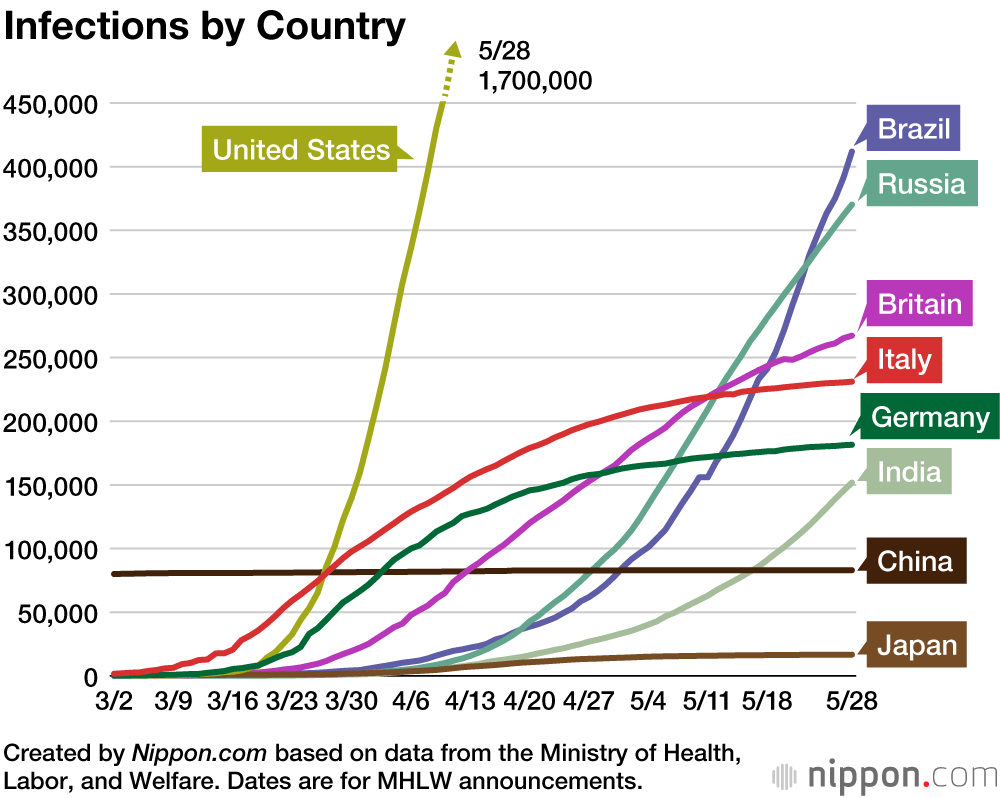 Infections by Country
5/28
1,700,000
450,000
400,000
350,000
300,000
250,000
200,000
150,000
100,000
50,000
0
United States
Brazil
Russia
Britain
Italy
Germany
India
China
Japan
3/2 3/9 3/16 3/23 3/30 4/6 4/13 4/20 4/27 5/4 5/11 5/18 5/28
Created by Nippon.com based on data from the Ministry of Health,
Labor, and Welfare. Dates are for MHLW announcements.
nippon.com